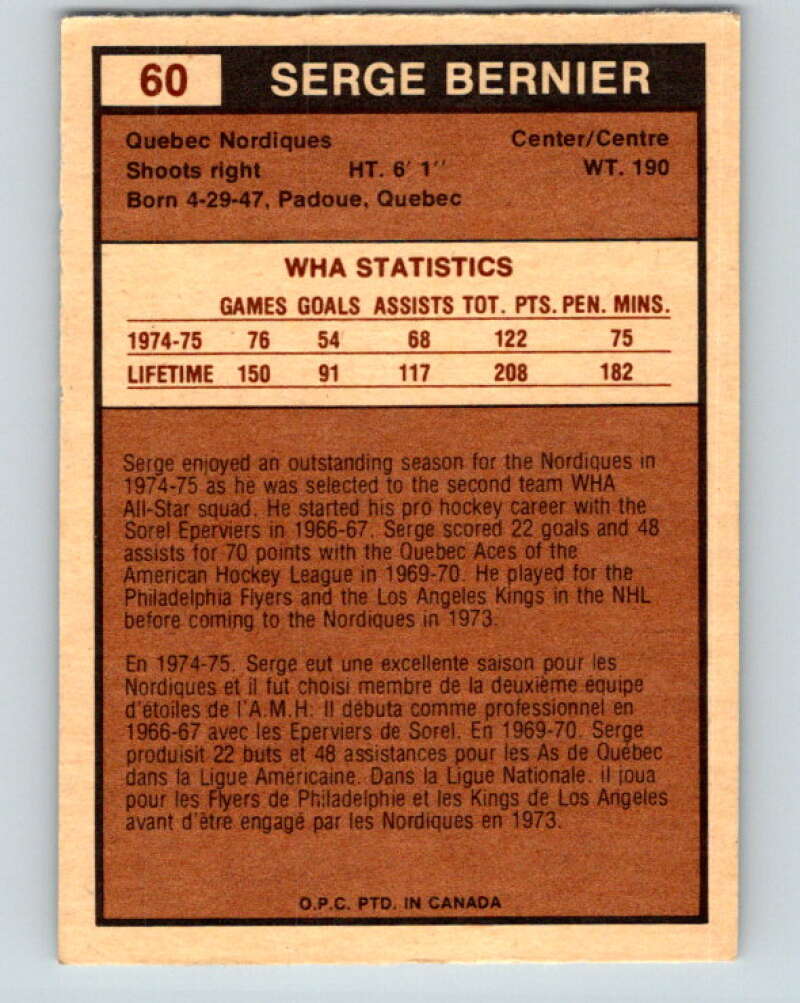 60 SERGE BERNIER
Quebec Nordiques Center/Centre
Shoots right HT. 6' 1'' WT. 190
Born 4-29-47, Padoue, Quebec
WHA STATISTICS
GAMES GOALS ASSISTS TOT. PTS. PEN. MINS.
1974-75 76 54 68 122 75
LIFETIME 150 91 117 208 182
Serge enjoyed an outstanding season for the Nordiques in
1974-75 as he was selected to the second team WHA
All-Star squad. He started his pro hockey career with the
Sorel Eperviers in 1966-67. Serge scored 22 goals and 48
assists for 70 points with the Quebec Aces of the
American Hockey League in 1969-70. He played for the
Philadelphia Flyers and the Los Angeles Kings in the NHL
before coming to the Nordiques in 1973.
En 1974-75. Serge eut une excellente saison pour les
Nordiques et il fut choisi membre de la deuxième équipe
d'étoiles de l'A.M.H. Il débuta comme professionnel en
1966-67 avec les Eperviers de Sorel. En 1969-70. Serge
produisit 22 buts et 48 assistances pour les As de Québec
dans la Ligue Americaine. Dans la Ligue Nationale. il joua
pour les Flyers de Philadelphie et les Kings de Los Angeles
avant d'être engagé par les Nordiques en 1973.
O.P.C. PTD. IN CANADA